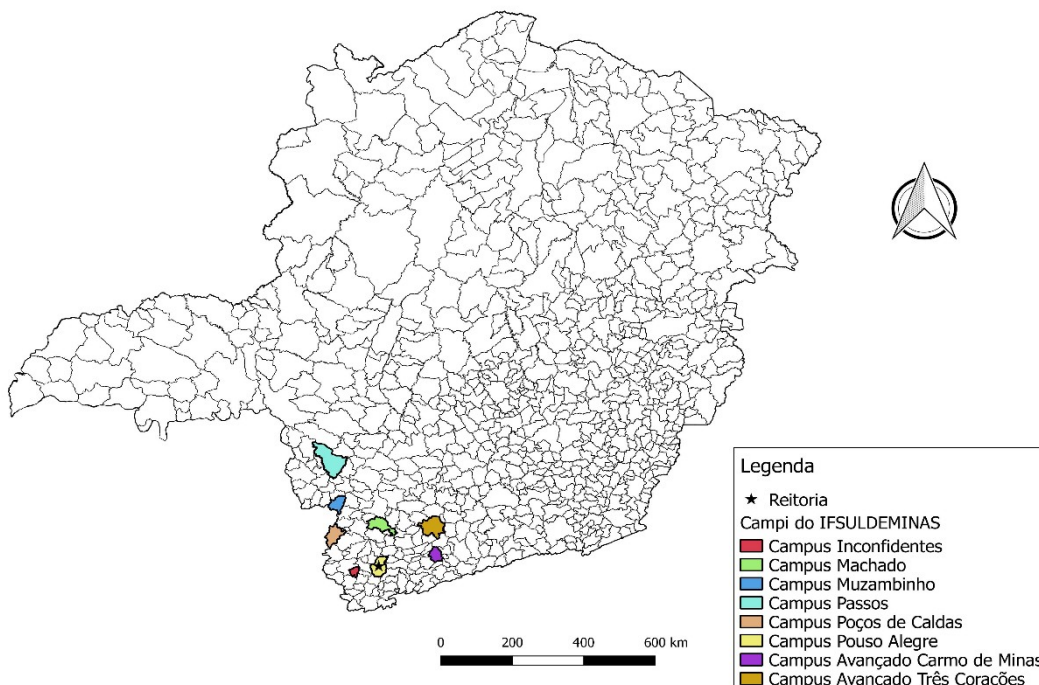 Legenda
★ Reitoria
Campi do IFSULDEMINAS
Campus Inconfidentes
Campus Machado
Campus Muzambinho
Campus Passos
Campus Poços de Caldas
Campus Pouso Alegre
Campus Avançado Carmo de Minas
Campus Avançado Três Corações
0 200 400 600 km